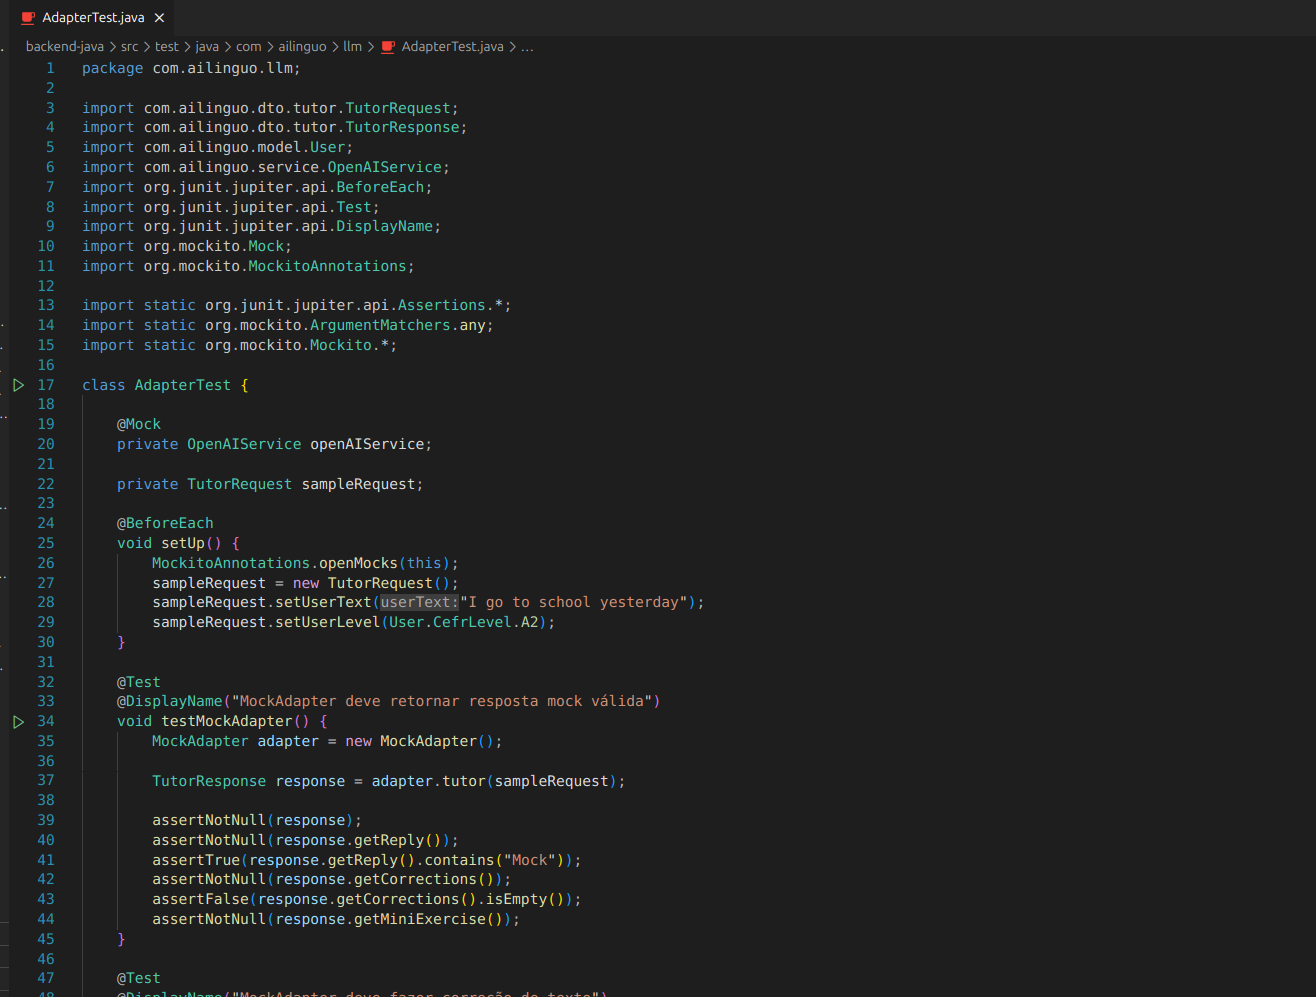 AdapterTest.java
backend-java > src > test > java > com > ailinguo > llm > AdapterTest.java > ...
1 package com.ailinguo.llm;
2
3 import com.ailinguo.dto.tutor.TutorRequest;
4 import com.ailinguo.dto.tutor.TutorResponse;
5 import com.ailinguo.model.User;
6 import com.ailinguo.service.OpenAIService;
7 import org.junit.jupiter.api.BeforeEach;
8 import org.junit.jupiter.api.Test;
9 import org.junit.jupiter.api.DisplayName;
10 import org.mockito.Mock;
11 import org.mockito.MockitoAnnotations;
12
13 import static org.junit.jupiter.api.Assertions.*;
14 import static org.mockito.ArgumentMatchers.any;
15 import static org.mockito.Mockito.*;
16
17 class AdapterTest {
18
19 @Mock
20 private OpenAIService openAIService;
21
22 private TutorRequest sampleRequest;
23
24 @BeforeEach
25 void setUp() {
26 MockitoAnnotations.openMocks(this);
27 sampleRequest = new TutorRequest();
28 sampleRequest.setUserText(userText:"I go to school yesterday");
29 sampleRequest.setUserLevel(User.CefrLevel.A2);
30 }
31
32 @Test
33 @DisplayName("MockAdapter deve retornar resposta mock válida")
34 void testMockAdapter() {
35 MockAdapter adapter = new MockAdapter();
36
37 TutorResponse response = adapter.tutor(sampleRequest);
38
39 assertNotNull(response);
40 assertNotNull(response.getReply());
41 assertTrue(response.getReply().contains("Mock"));
42 assertNotNull(response.getCorrections());
43 assertFalse(response.getCorrections().isEmpty());
44 assertNotNull(response.getMiniExercise());
45 }
46
47 @Test
48 @DisplayName("MockAdapter deve fazer correção de texto")